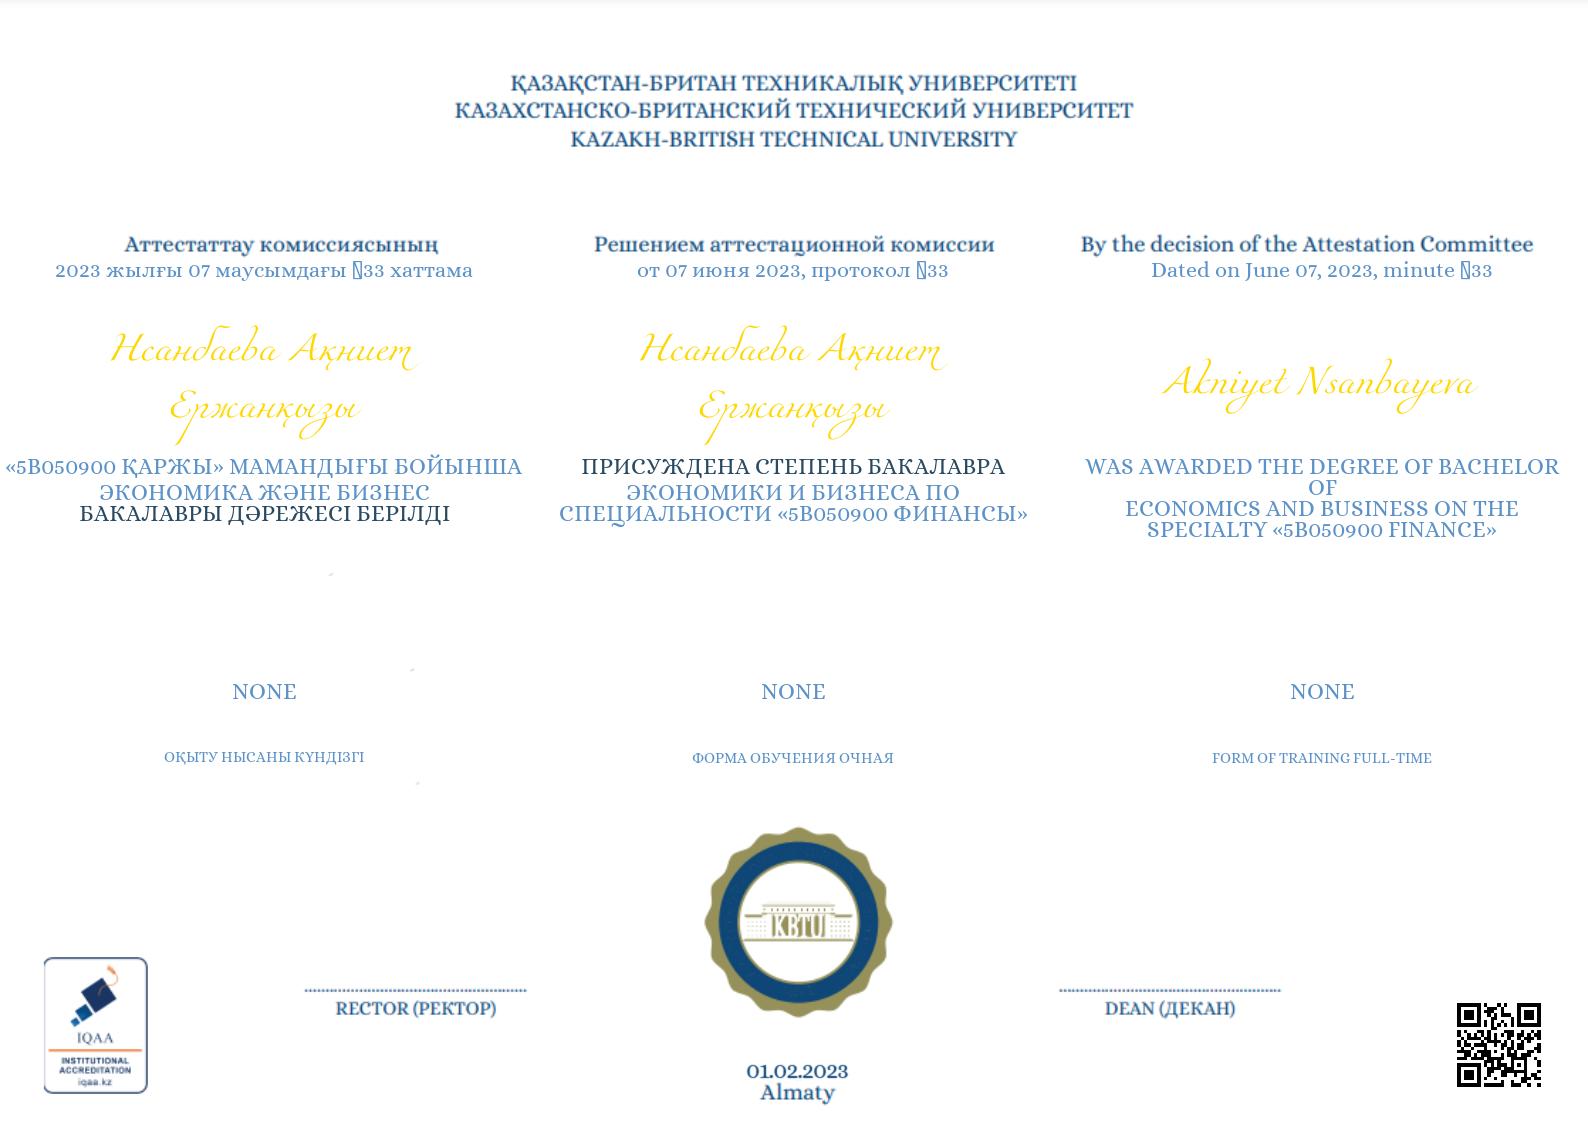 ҚАЗАҚСТАН-БРИТАН ТЕХНИКАЛЫҚ УНИВЕРСИТЕТІ
КАЗАХСТАНСКО-БРИТАНСКИЙ ТЕХНИЧЕСКИЙ УНИВЕРСИТЕТ
KAZAKH-BRITISH TECHNICAL UNIVERSITY
Аттестаттау комиссиясының
2023 жылғы 07 маусымдағы 33 хаттама
Нсанбаева Ақниет
Ержанқызы
«5B050900 ҚАРЖЫ» МАМАНДЫҒЫ БОЙЫНША
ЭКОНОМИКА ЖӘНЕ БИЗНЕС
БАКАЛАВРЫ ДӘРЕЖЕСІ БЕРІЛДІ
NONE
ОҚЫТУ НЫСАНЫ КҮНДІЗГІ
Решением аттестационной комиссии
от 07 июня 2023, протокол 33
Нсанбаева Ақниет
Ержанқызы
ПРИСУЖДЕНА СТЕПЕНЬ БАКАЛАВРА
ЭКОНОМИКИ И БИЗНЕСА ПО
СПЕЦИАЛЬНОСТИ «5B050900 ФИНАНСЫ»
NONE
ФОРМА ОБУЧЕНИЯ ОЧНАЯ
By the decision of the Attestation Committee
Dated on June 07, 2023, minute 33
Akniyet Nsanbayeva
WAS AWARDED THE DEGREE OF BACHELOR
OF
ECONOMICS AND BUSINESS ON THE
SPECIALTY «5B050900 FINANCE»
NONE
FORM OF TRAINING FULL-TIME
KBTU
IQAA
INSTITUTIONAL
ACCREDITATION
iqaa.kz
RECTOR (РЕКТОР)
DEAN (ДЕКАН)
01.02.2023
Almaty